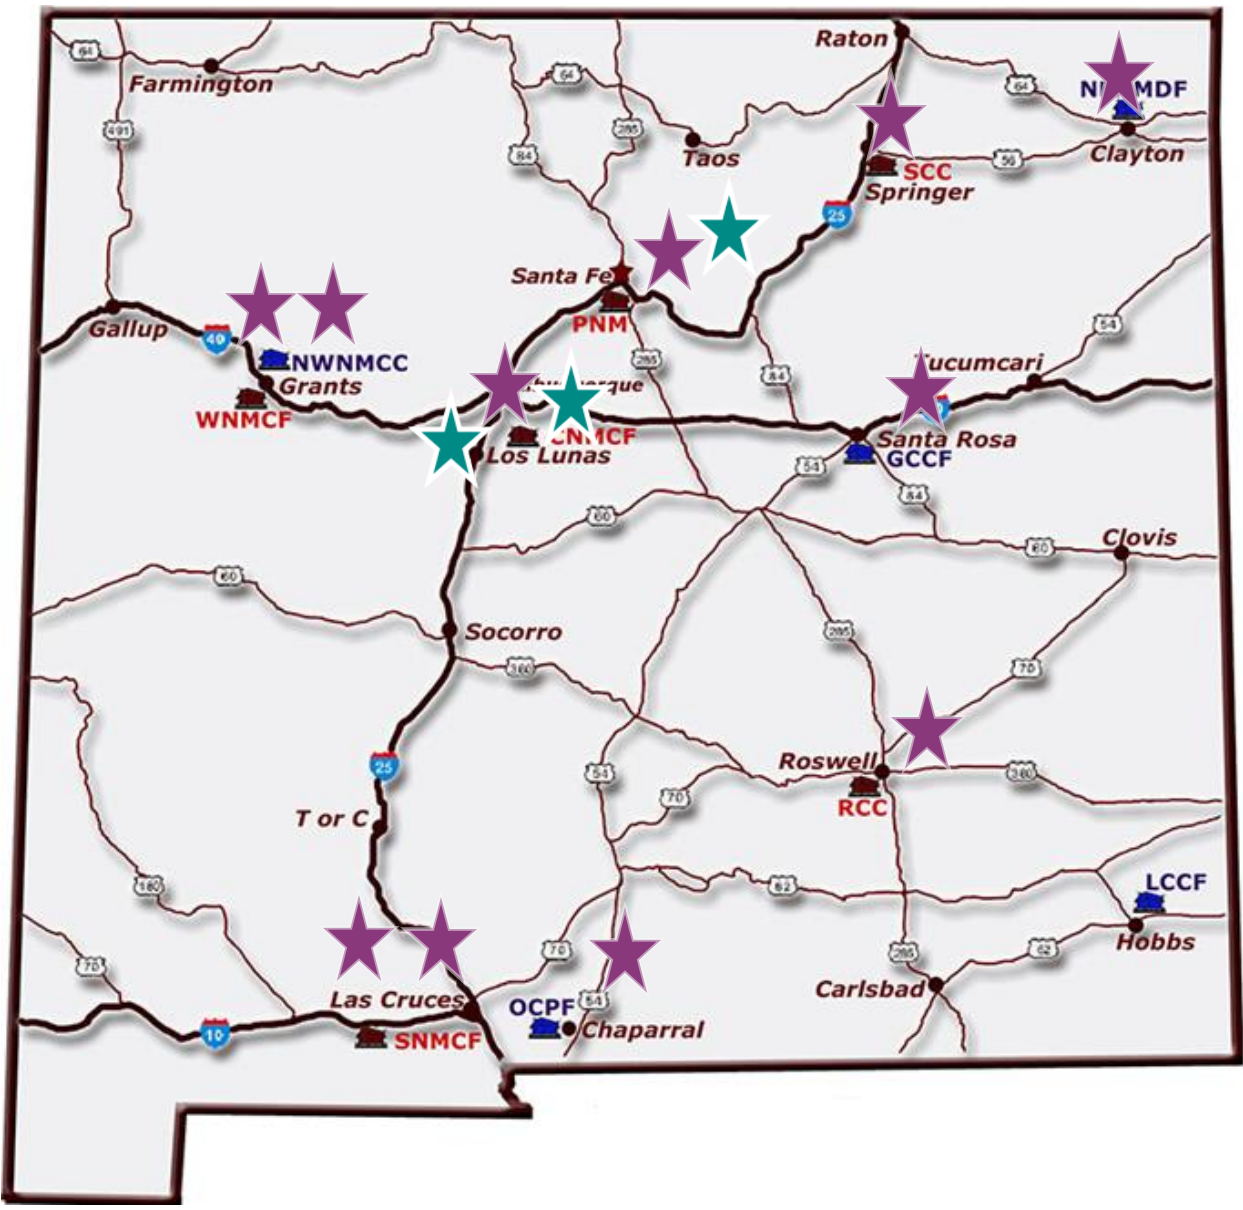 Raton
64
Farmington
64
64
NE MDF
491
285
84
Taos
Clayton
56
SCC
Springer
25
Santa Fe
PNM
Gallup
40
NWNMCC
Grants
WNMCF
285
84
54
Tucumcari
CNMCF
Los Lunas
Santa Rosa
GCCF
54
84
60
60
Clovis
60
Socorro
285
380
70
25
54
70
Roswell
380
RCC
T or C
180
82
LCCF
Hobbs
70
70
285
62
Carlsbad
Las Cruces
OCPF
54
Chaparral
10
SNMCF